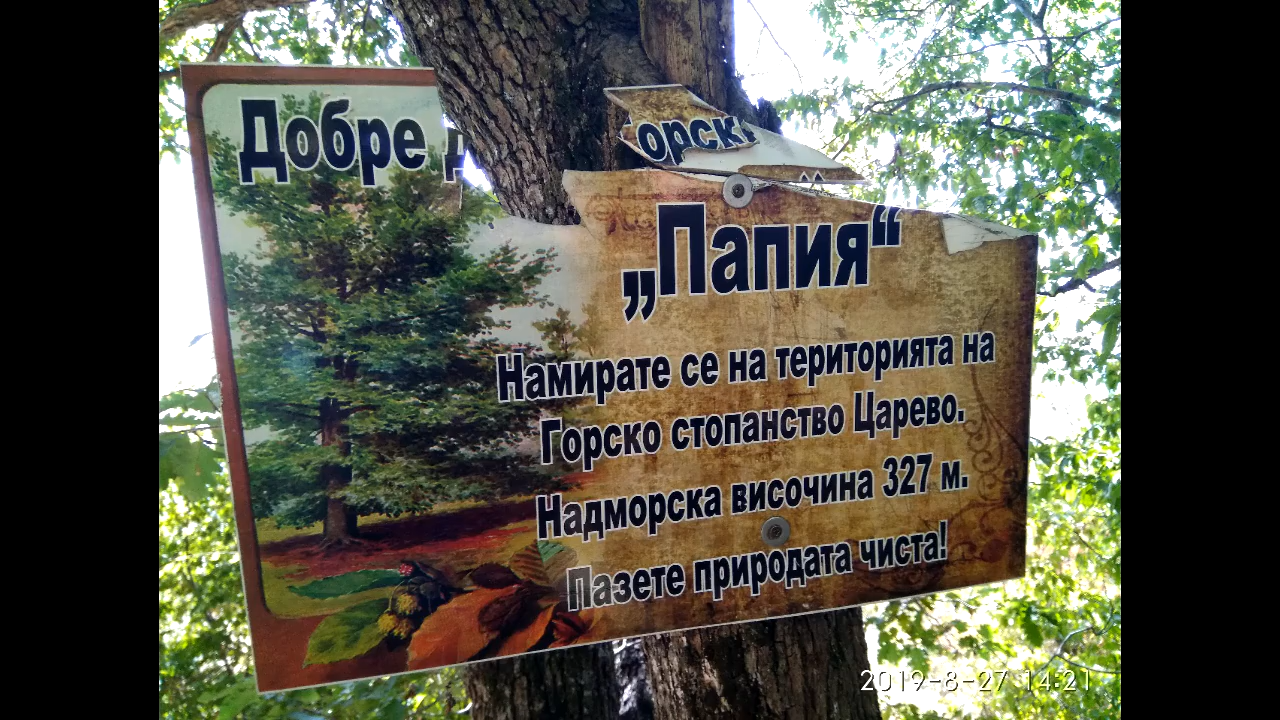 Добре
„Папия“
Намирате се на територията на
Горско стопанство Царево.
Надморска височина 327 м.
Пазете природата чиста!
2019-8-27 14:21